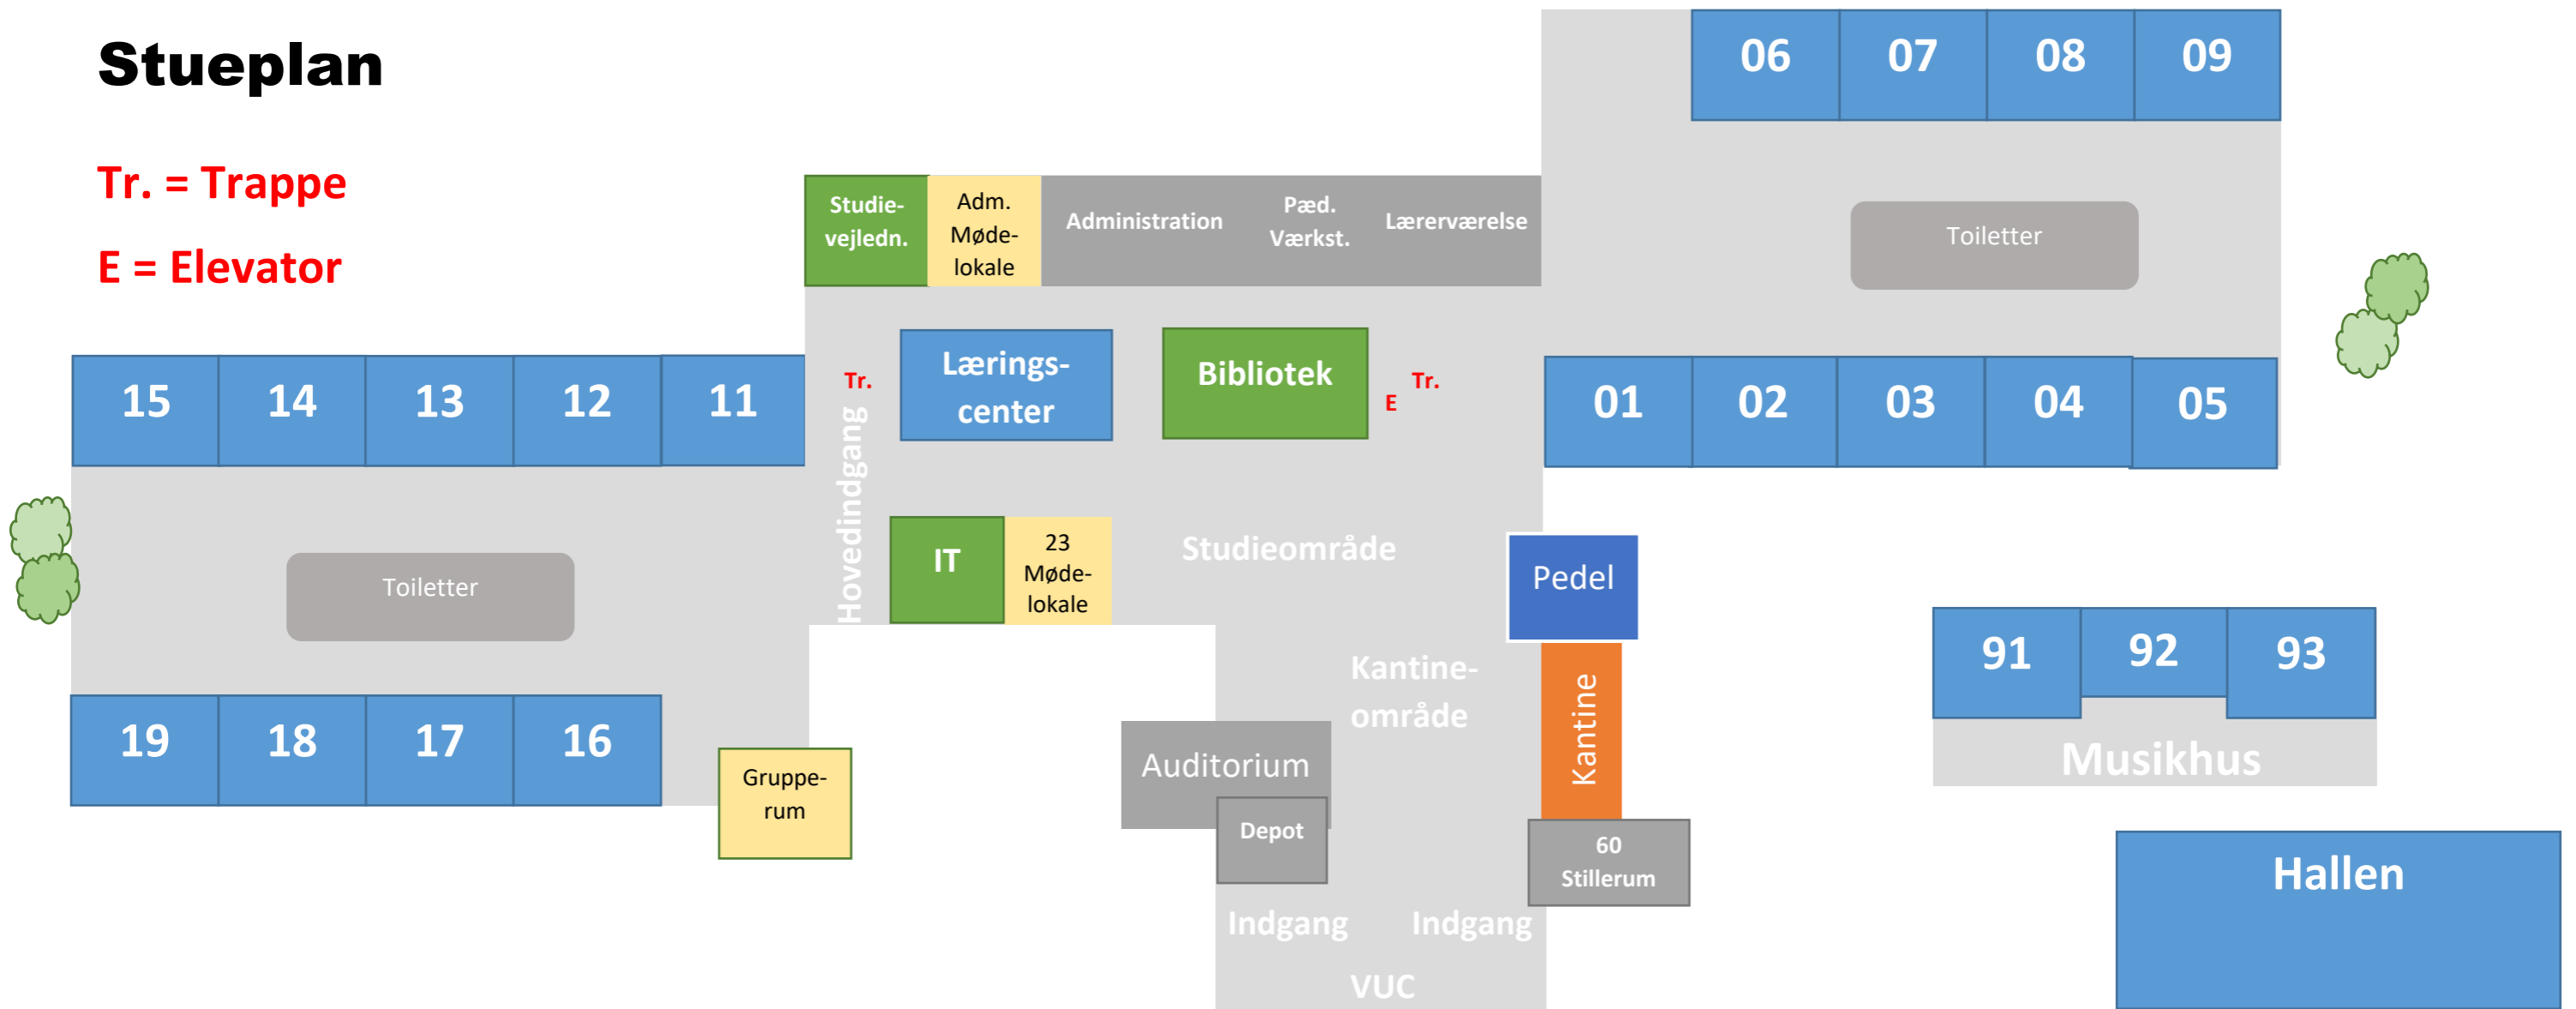 Stueplan
Tr. = Trappe
E = Elevator
06 07 08 09
Studie-
vejledn.
Adm.
Møde-
lokale
Administration
Pæd.
Værkst.
Lærerværelse
Toiletter
15 14 13 12 11
Tr.
Hovedindgang
Lærings-
center
Bibliotek
E
Tr.
01 02 03 04 05
Toiletter
IT
23
Møde-
lokale
Studieområde
Pedel
Kantine-
område
Kantine
91 92 93
Musikhus
19 18 17 16
Gruppe-
rum
Auditorium
Depot
60
Stillerum
Indgang Indgang
VUC
Hallen